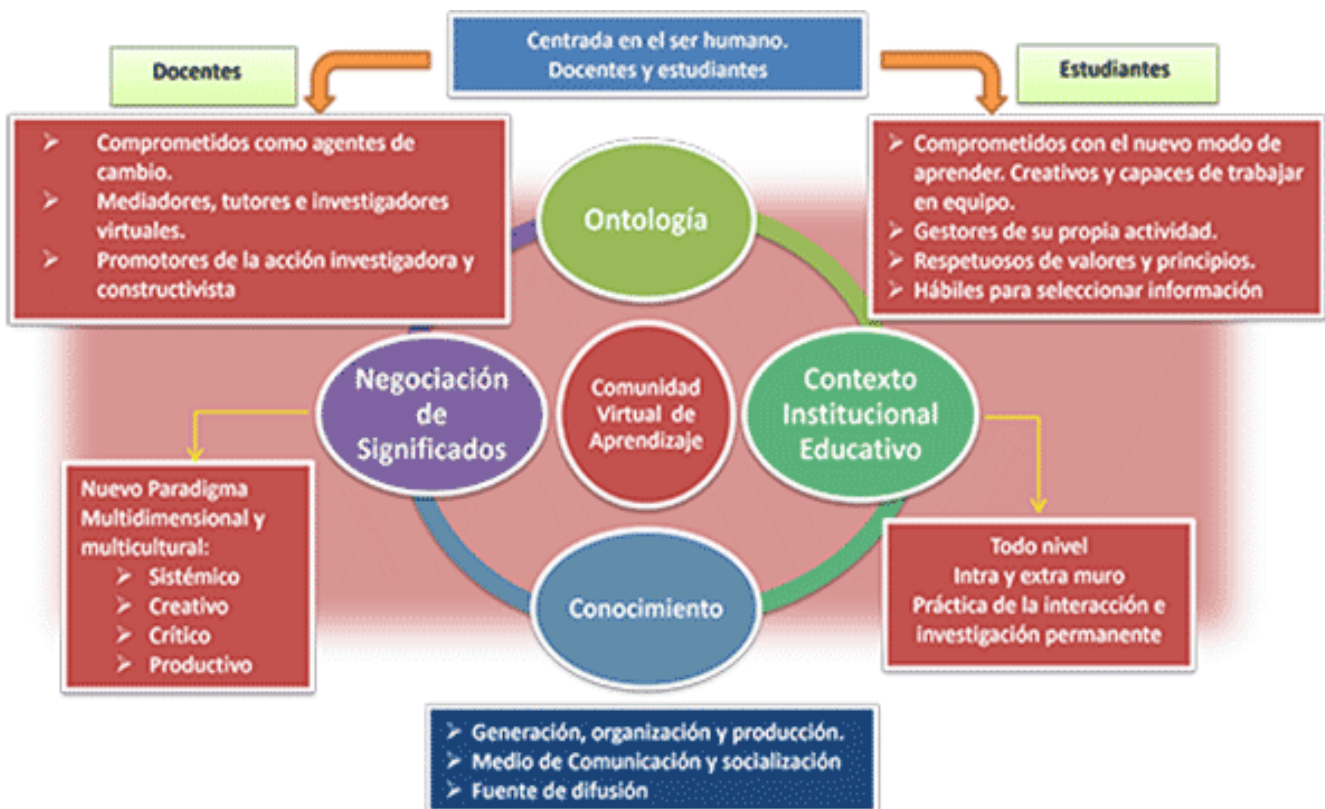 Centrada en el ser humano.
Docentes y estudiantes
Docentes
Estudiantes
➢ Comprometidos como agentes de
cambio.
➢ Mediadores, tutores e investigadores
virtuales.
➢ Promotores de la acción investigadora y
constructivista
➢ Comprometidos con el nuevo modo de
aprender. Creativos y capaces de trabajar
en equipo.
➢ Gestores de su propia actividad.
➢ Respetuosos de valores y principios.
➢ Hábiles para seleccionar información
Ontología
Negociación
de
Significados
Comunidad
Virtual de
Aprendizaje
Contexto
Institucional
Educativo
Conocimiento
Nuevo Paradigma
Multidimensional y
multicultural:
➢ Sistémico
➢ Creativo
➢ Crítico
➢ Productivo
Todo nivel
Intra y extra muro
Práctica de la interacción e
investigación permanente
➢ Generación, organización y producción.
➢ Medio de Comunicación y socialización
➢ Fuente de difusión